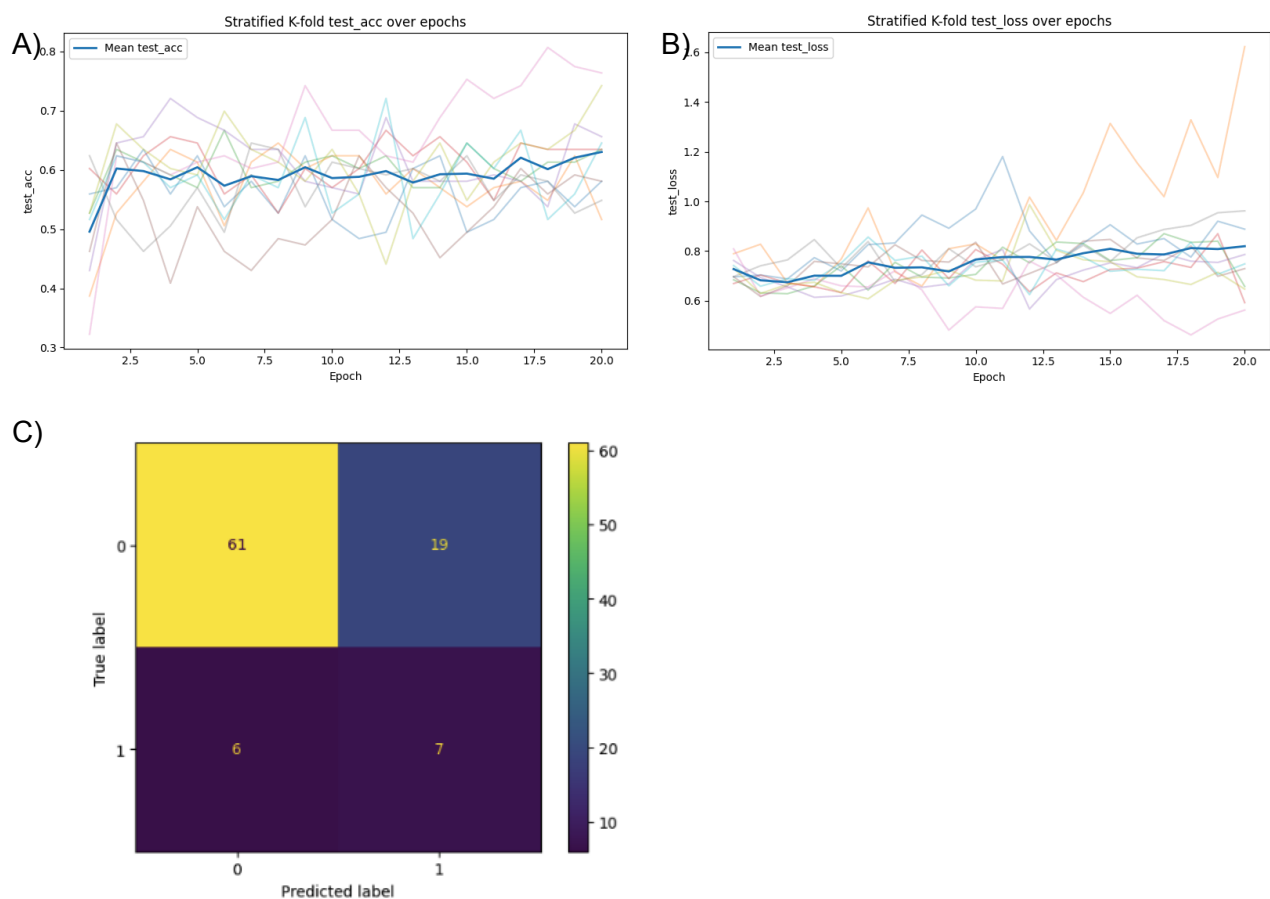 A)
Stratified K-fold test_acc over epochs
Mean test_acc
0.8
0.7
0.6
0.5
0.4
0.3
test_acc
2.5 5.0 7.5 10.0 12.5 15.0 17.5 20.0
Epoch
B)
Stratified K-fold test_loss over epochs
Mean test_loss
1.6
1.4
1.2
1.0
0.8
0.6
test_loss
2.5 5.0 7.5 10.0 12.5 15.0 17.5 20.0
Epoch
C)
True label
0
1
61 19
6 7
0 1
Predicted label
60
50
40
30
20
10